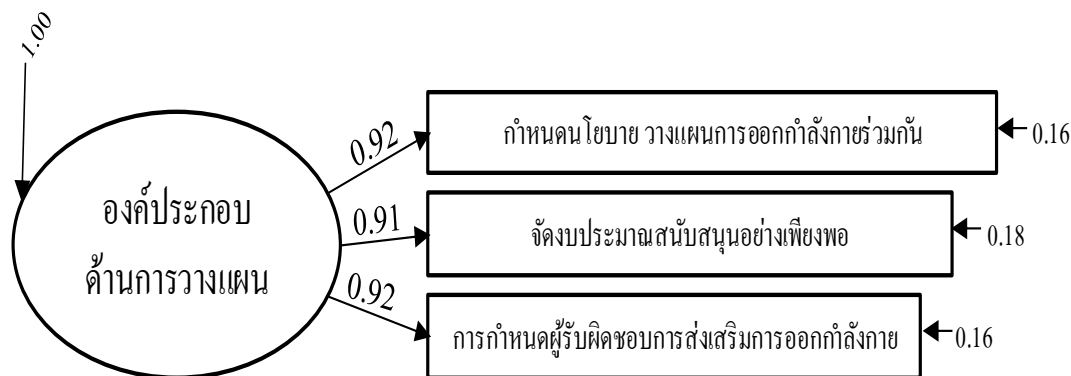 1.00
องค์ประกอบ
ด้านการวางแผน
0.92
กำหนดนโยบาย วางแผนการออกกำลังกายร่วมกัน
0.16
0.91
จัดงบประมาณสนับสนุนอย่างเพียงพอ
0.18
0.92
การกำหนดผู้รับผิดชอบการส่งเสริมการออกกำลังกาย
0.16